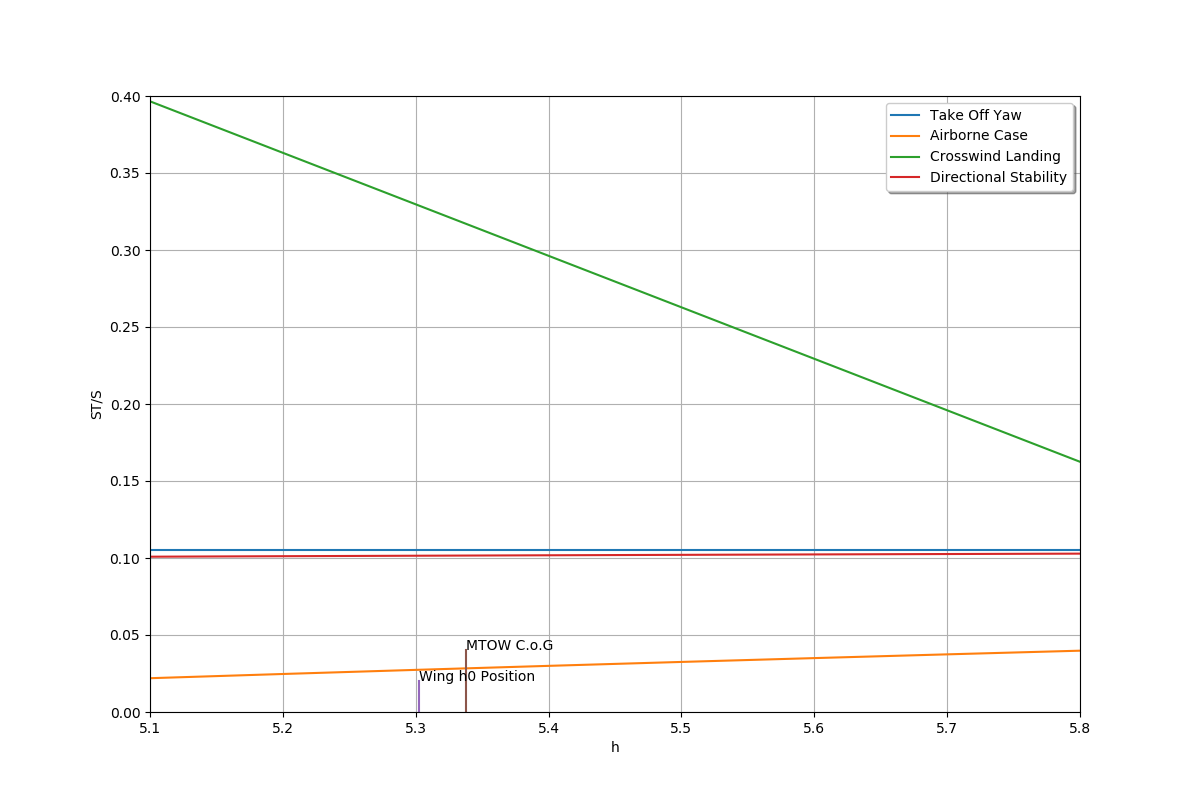 0.40
0.35
0.30
0.25
0.20
0.15
0.10
0.05
0.00
ST/S
Take Off Yaw
Airborne Case
Crosswind Landing
Directional Stability
MTOW C.o.G
Wing h0 Position
5.1 5.2 5.3 5.4 5.5 5.6 5.7 5.8
h